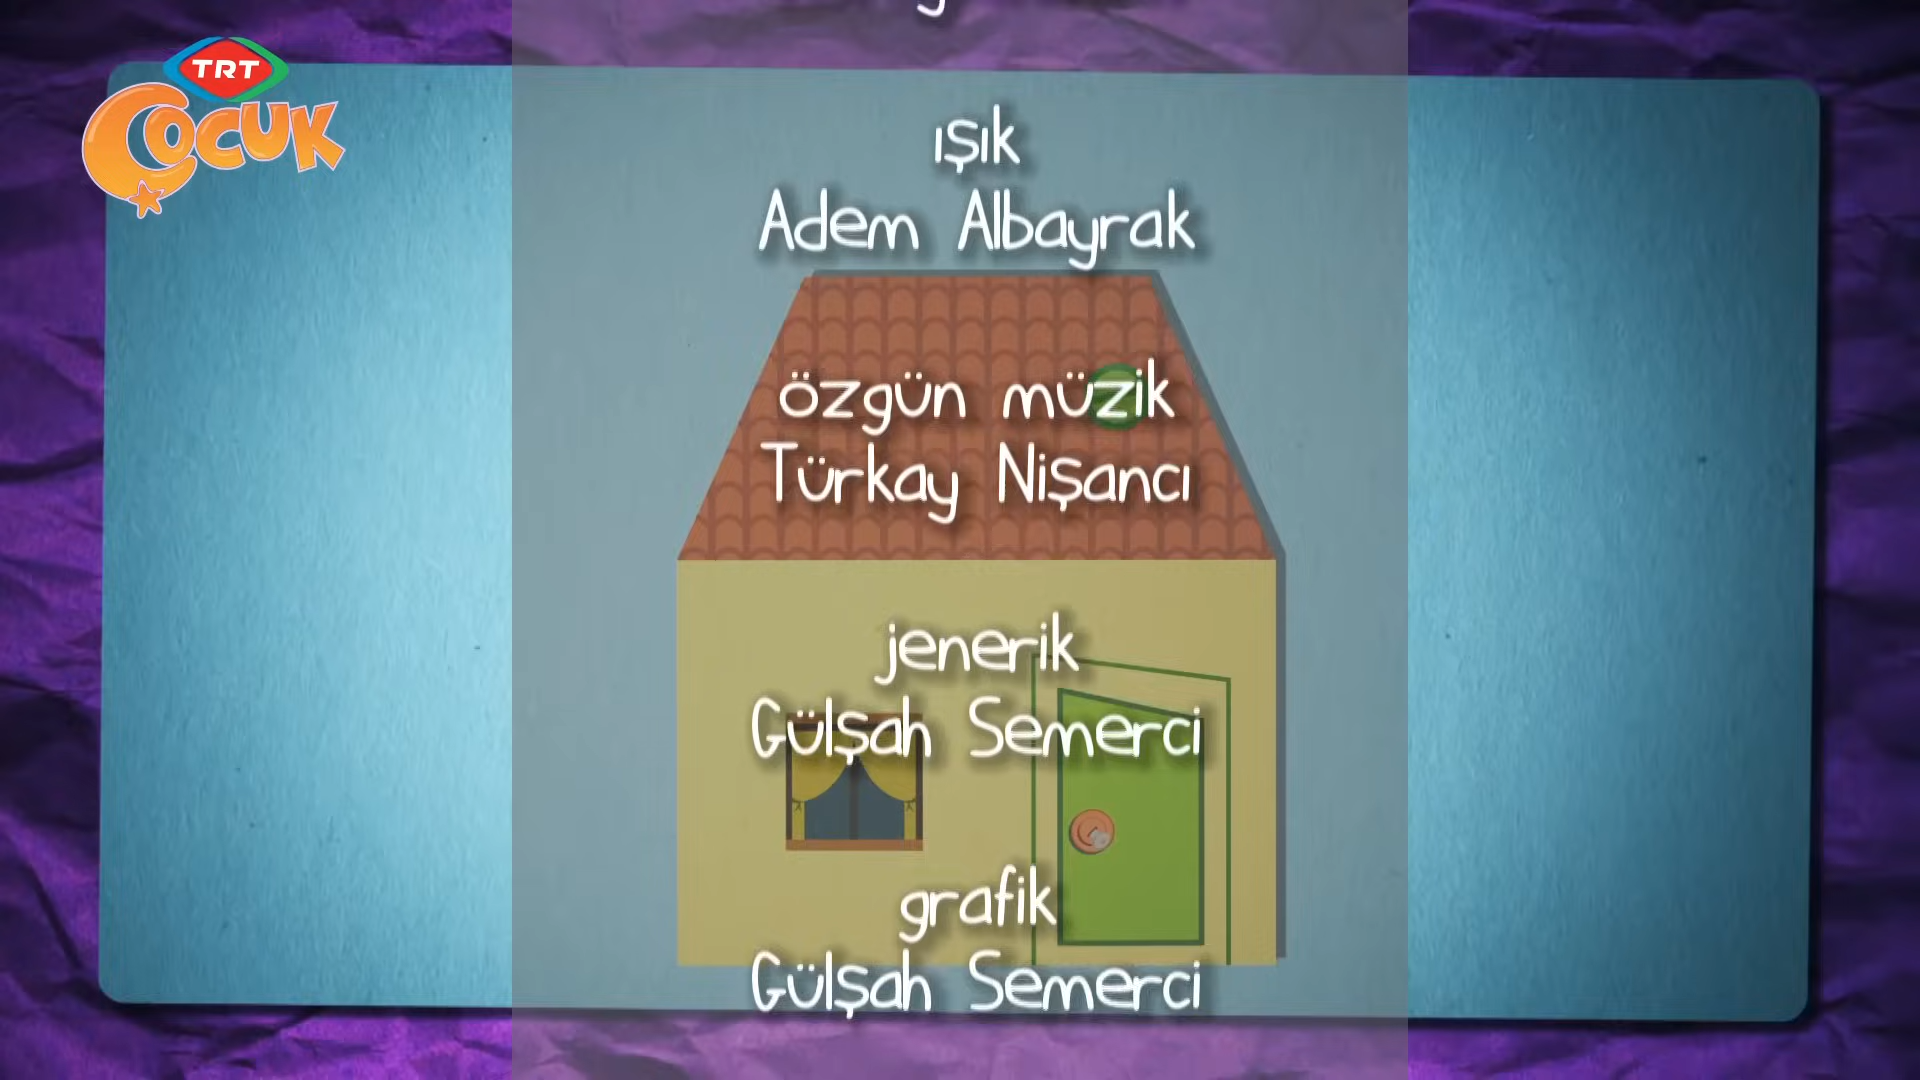 TRT
ÇOCUK
ışık
Adem Albayrak
özgün müzik
Türkay Nişancı
jenerik
Gülşah Semerci
grafik
Gülşah Semerci